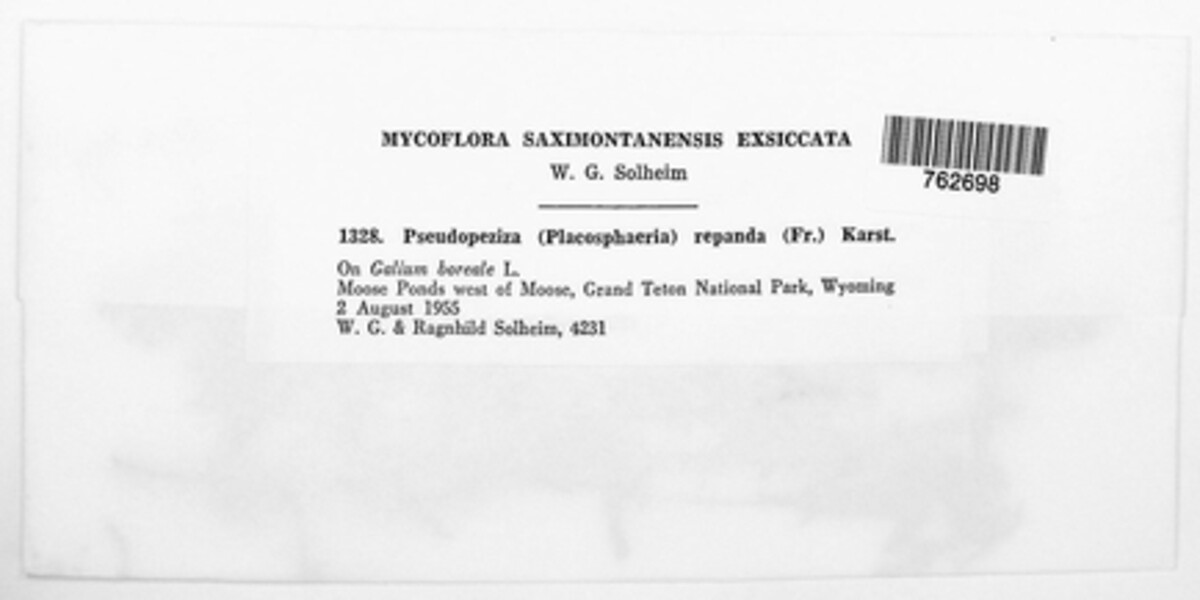 MYCOFLORA SAXIMONTANENSIS EXSICCATA
W. G. Solheim
762698
1328. Pseudopeziza (Placosphaeria) repanda (Fr.) Karst.
On Galium boreale L.
Moose Ponds west of Moose, Grand Teton National Park, Wyoming
2 August 1955
W. G. & Ragnhild Solheim, 4231